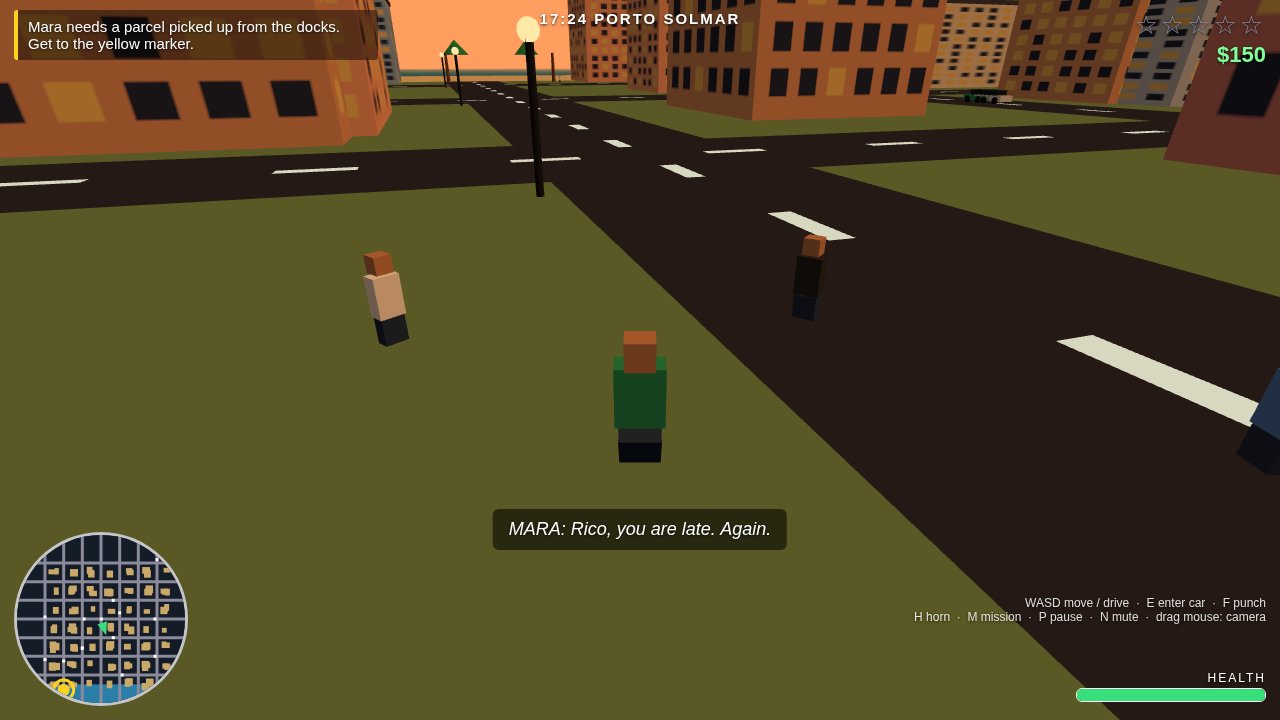 Mara needs a parcel picked up from the docks.
Get to the yellow marker.
17:24 PORTO SOLMAR
$150
MARA: Rico, you are late. Again.
WASD move / drive · E enter car · F punch
H horn · M mission · P pause · N mute · drag mouse: camera
HEALTH